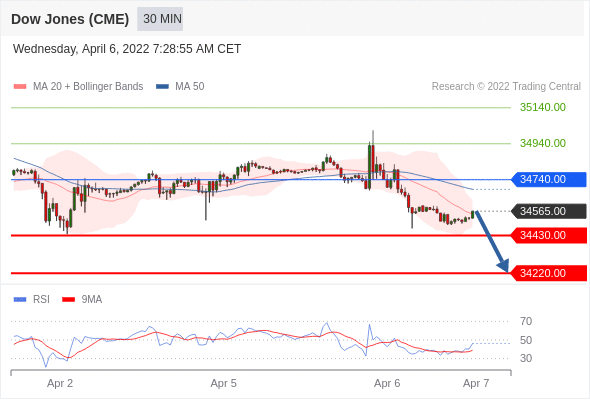 Dow Jones (CME) 30 MIN
Wednesday, April 6, 2022 7:28:55 AM CET
MA 20 + Bollinger Bands MA 50 Research © 2022 Trading Central
35140.00
34940.00
34740.00
34565.00
34430.00
34220.00
RSI 9MA
70
50
30
Apr 2 Apr 5 Apr 6 Apr 7